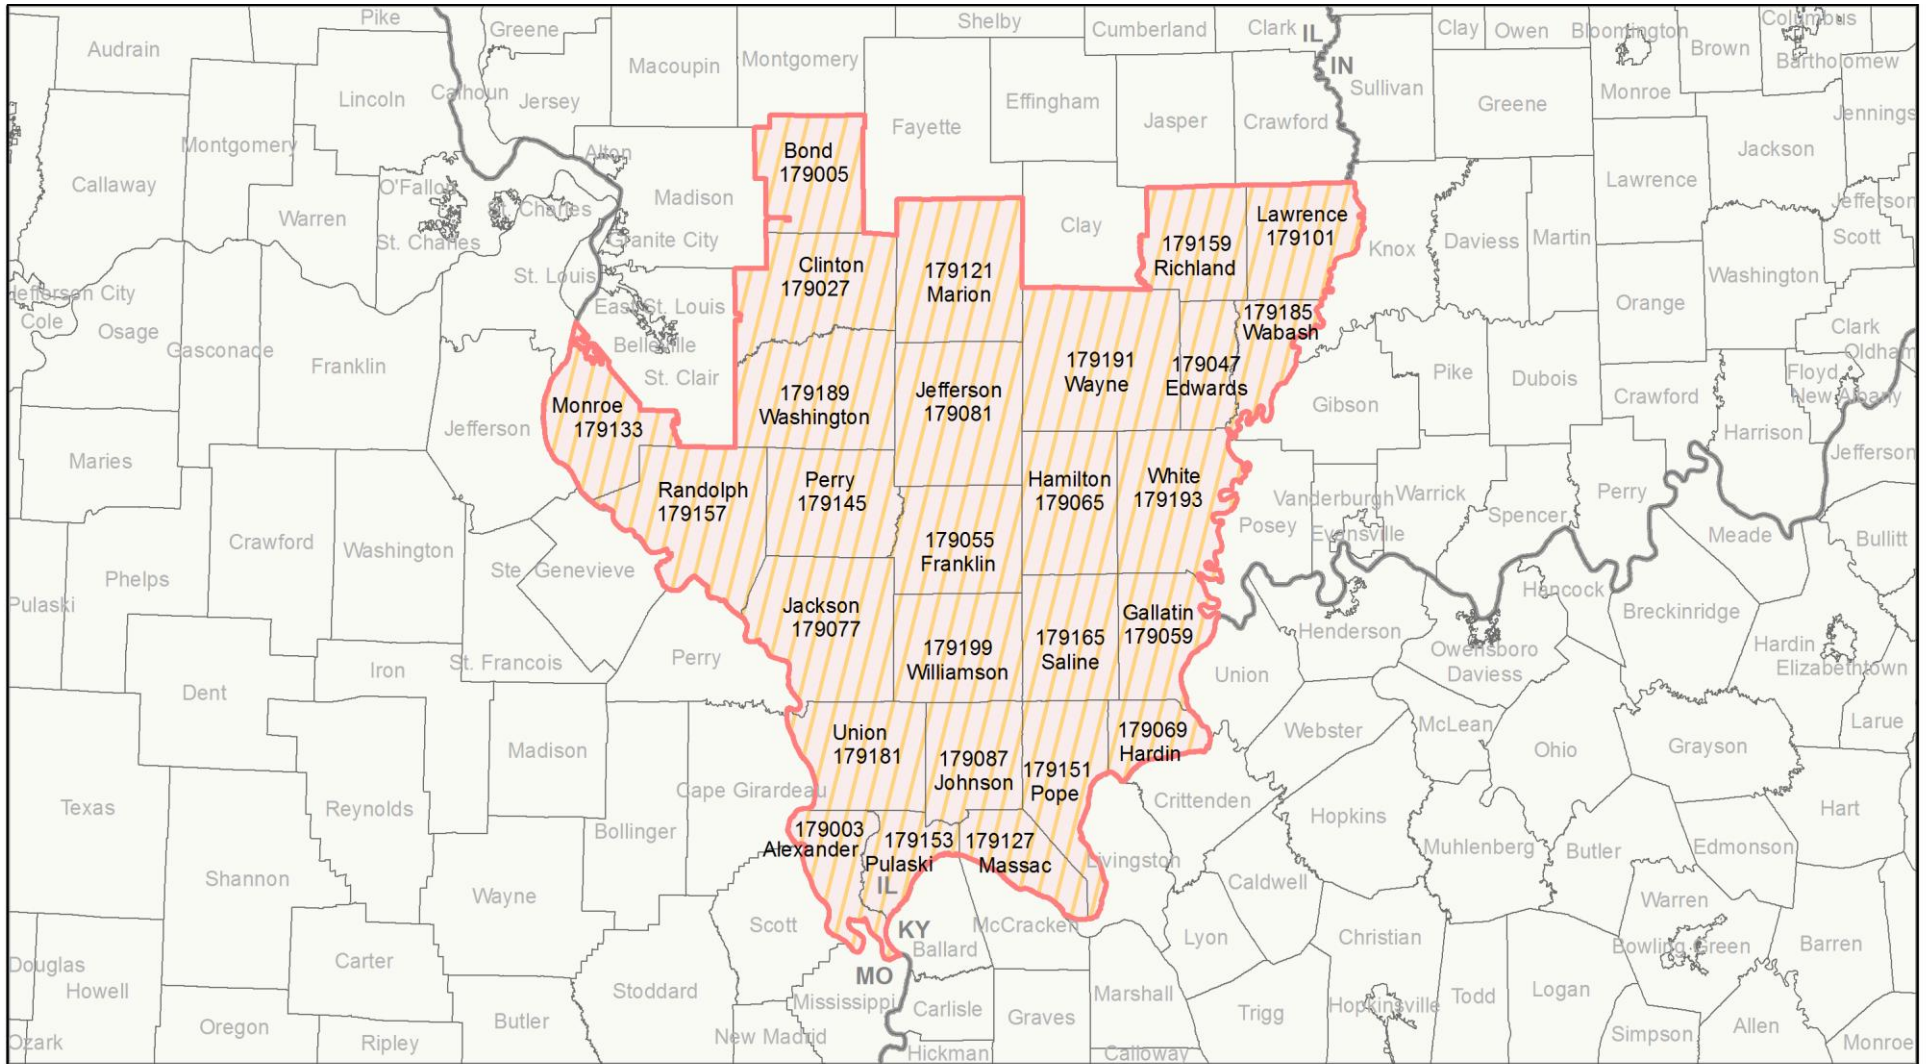 Pike
Greene
Shelby
Cumberland
Clark
IL
Clay
Owen
Bloomington
Columbus
Audrain
Macoupin
Montgomery
IN
Brown
Bartholomew
Lincoln
Calhoun
Jersey
Effingham
Sullivan
Greene
Monroe
Jennings
Fayette
Jasper
Crawford
Montgomery
Alton
Bond
179005
Jackson
Callaway
O'Fallon
Madison
Lawrence
Jefferson
Warren
St. Charles
St. Charles
Granite City
Clay
Lawrence
179101
Knox
Daviess
Martin
Scott
179159
Richland
Clinton
179027
179121
Marion
St. Louis
Washington
Jefferson City
Cole
Osage
East St. Louis
Orange
179185
Wabash
Clark
Oldham
Gasconade
Franklin
Belleville
St. Clair
179191
Wayne
179047
Edwards
Pike
Dubois
Floyd
New Albany
Crawford
179189
Washington
Jefferson
179081
Monroe
179133
Gibson
Jefferson
Harrison
Maries
Jefferson
Randolph
179157
Perry
179145
Hamilton
179065
White
179193
Vanderburgh
Warrick
Perry
Posey
Evansville
Spencer
Meade
Bullitt
Crawford
Washington
179055
Franklin
Phelps
Ste. Genevieve
Hancock
Pulaski
Jackson
179077
Gallatin
179059
Breckinridge
179165
Saline
Henderson
179199
Williamson
Owensboro
Daviess
Hardin
Elizabethtown
Iron
St. Francois
Perry
Union
Dent
Webster
McLean
Larue
Union
179181
179069
Hardin
Madison
Ohio
Grayson
179087
Johnson
179151
Pope
Cape Girardeau
Texas
Reynolds
Crittenden
Hopkins
Hart
Bollinger
179003
Alexander
179153
Pulaski
179127
Massac
Livingston
Muhlenberg
Butler
Edmonson
Shannon
Wayne
IL
Caldwell
Warren
Scott
KY
McCracken
Ballard
Lyon
Christian
Bowling Green
Barren
Douglas
Howell
Carter
MO
Stoddard
Mississippi
Carlisle
Graves
Marshall
Trigg
Hopkinsville
Todd
Logan
Oregon
Butler
New Madrid
Simpson
Allen
Ozark
Ripley
Hickman
Calloway
Monroe